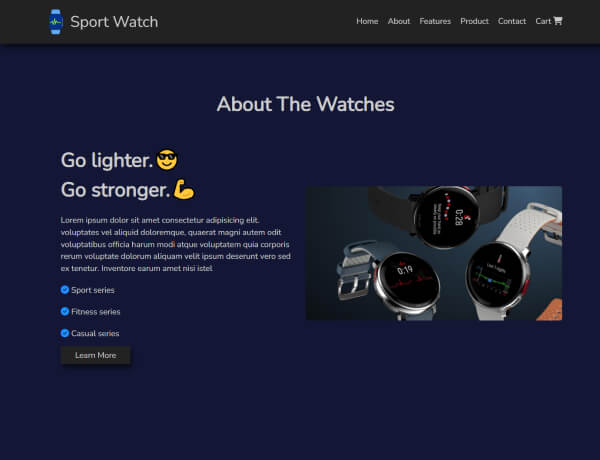 Sport Watch
Home About Features Product Contact Cart
About The Watches
Go lighter.😎
Go stronger.💪
Lorem ipsum dolor sit amet consectetur adipisicing elit.
voluptates vel aliquid doloremque, quaerat magni autem odit
voluptatibus officia harum modi atque voluptatem quia corporis
rerum voluptate dolorum aliquam velit ipsum deserunt vero sed
ex tenetur. Inventore earum amet nisi istel
Sport series
Fitness series
Casual series
Learn More
0:28
0:19